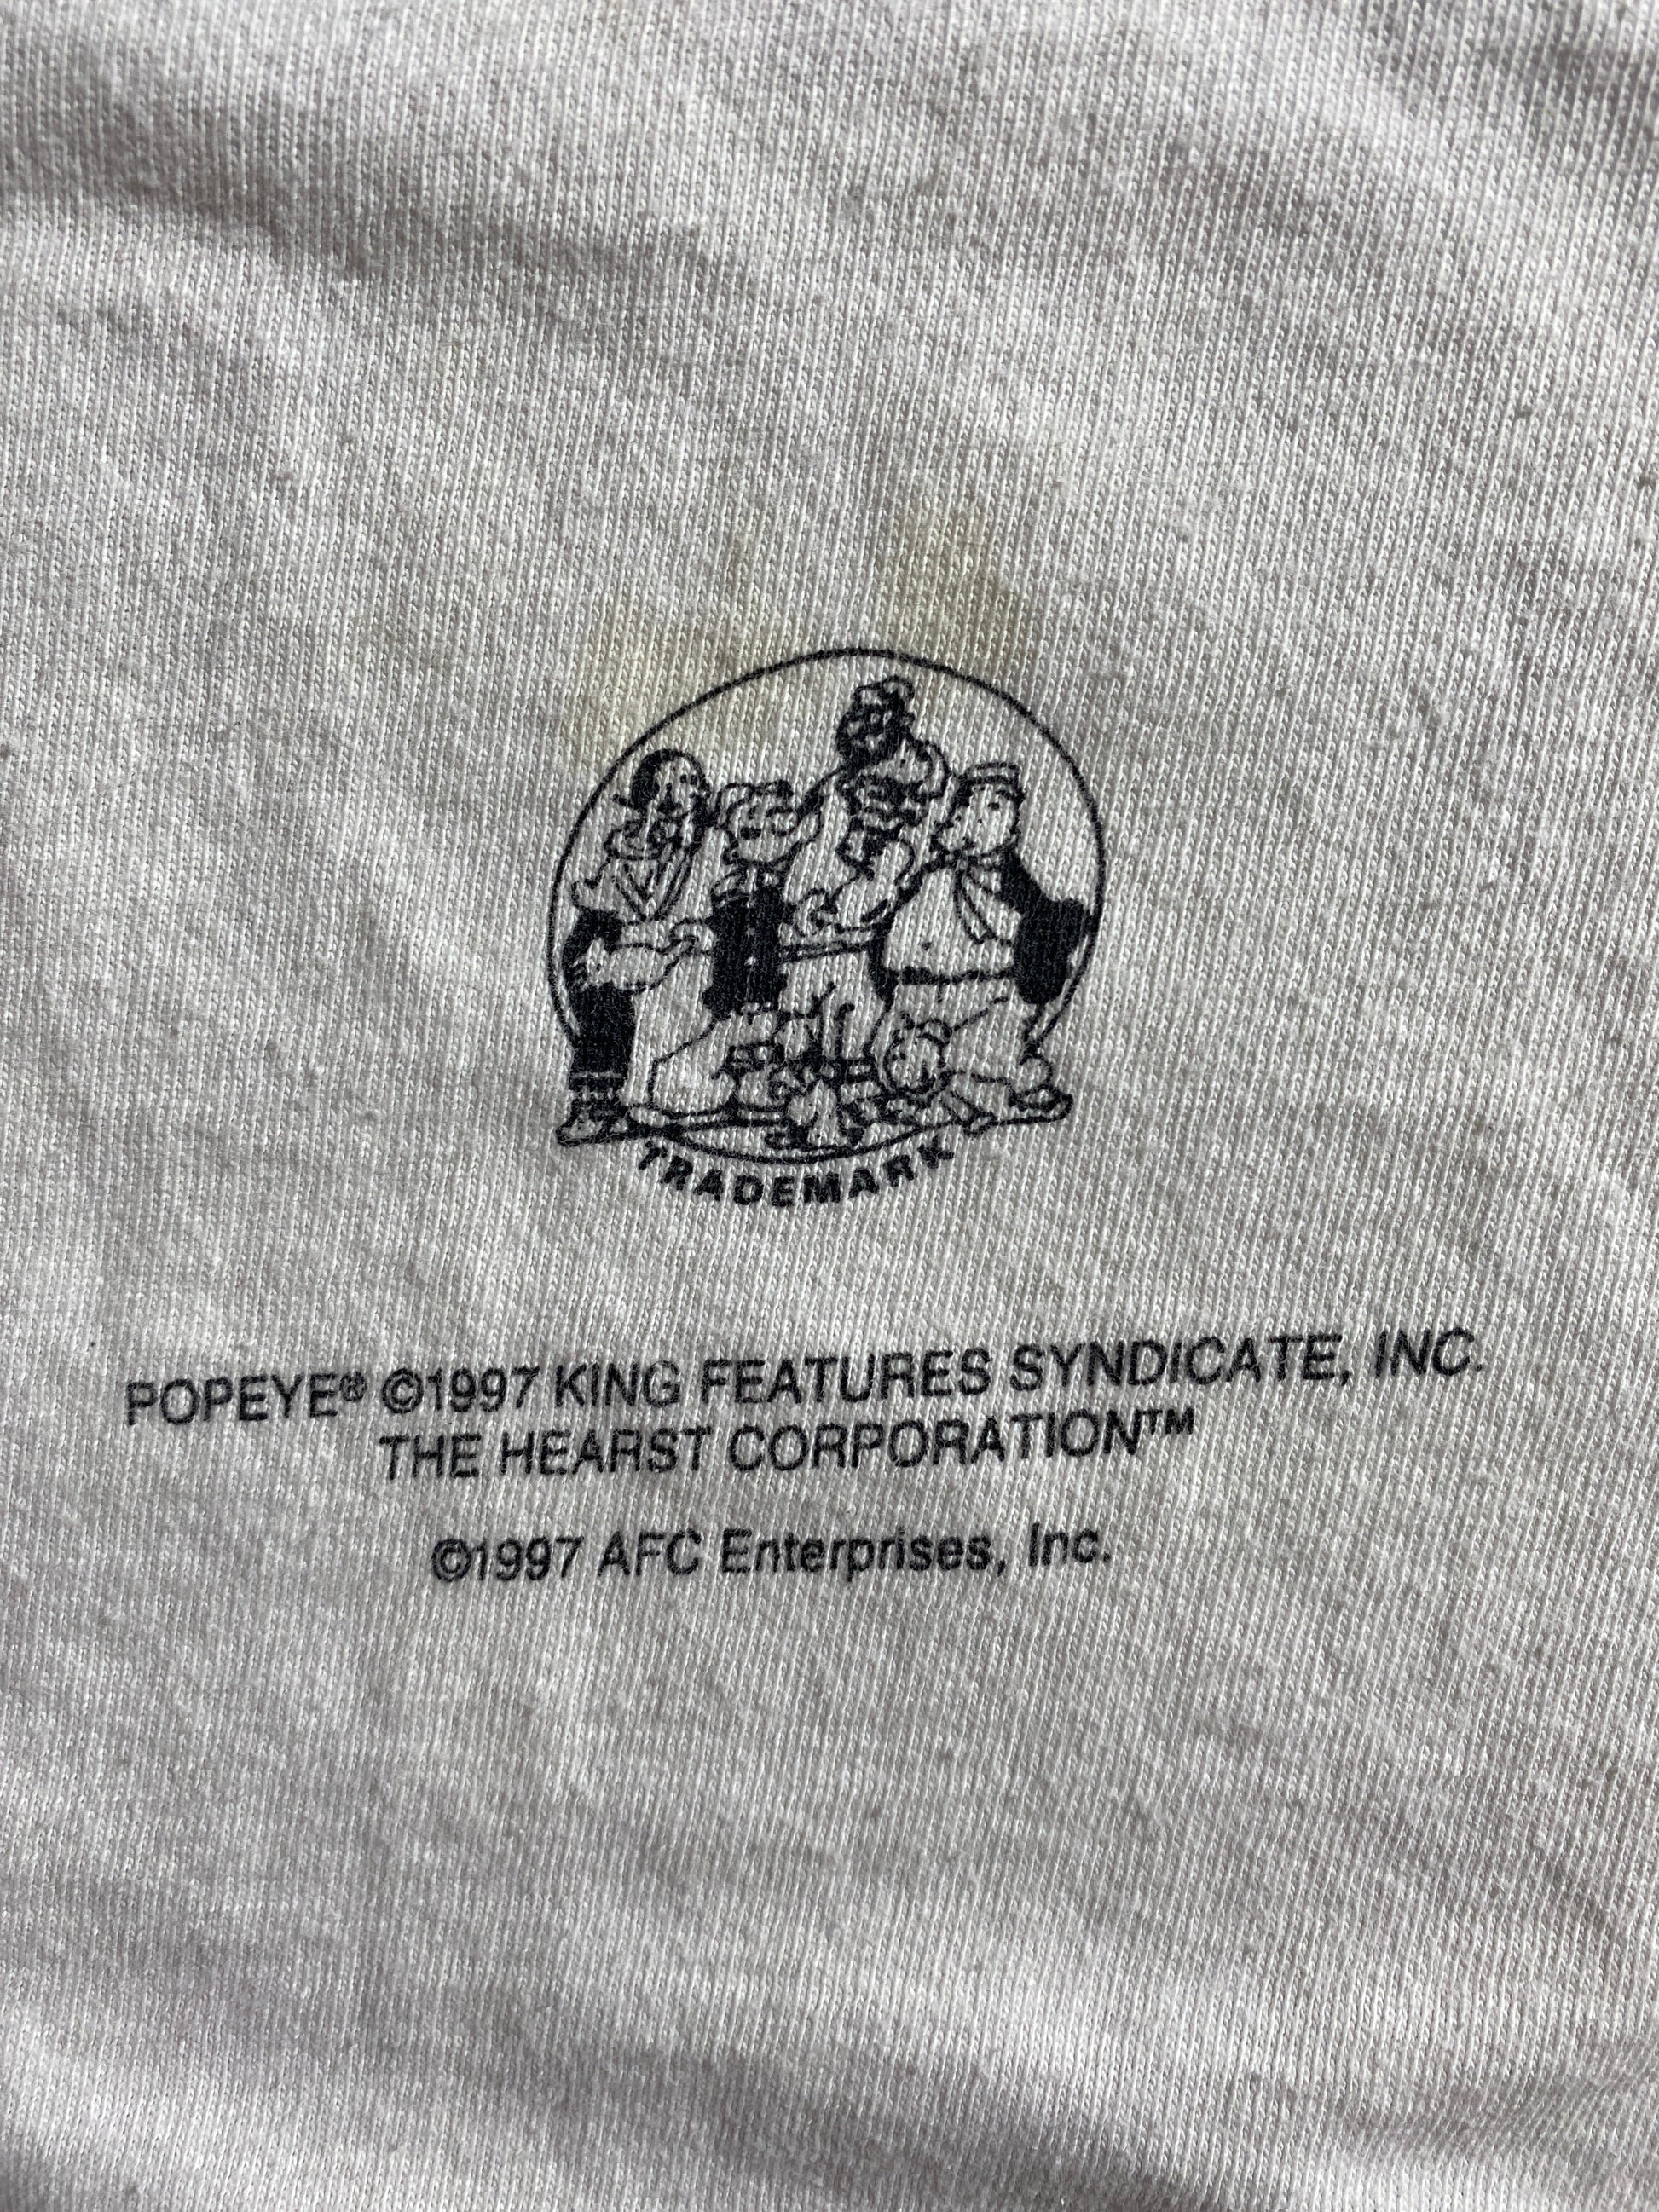 TRADEMARK
POPEYE® ©1997 KING FEATURES SYNDICATE, INC.
THE HEARST CORPORATION™
©1997 AFC Enterprises, Inc.